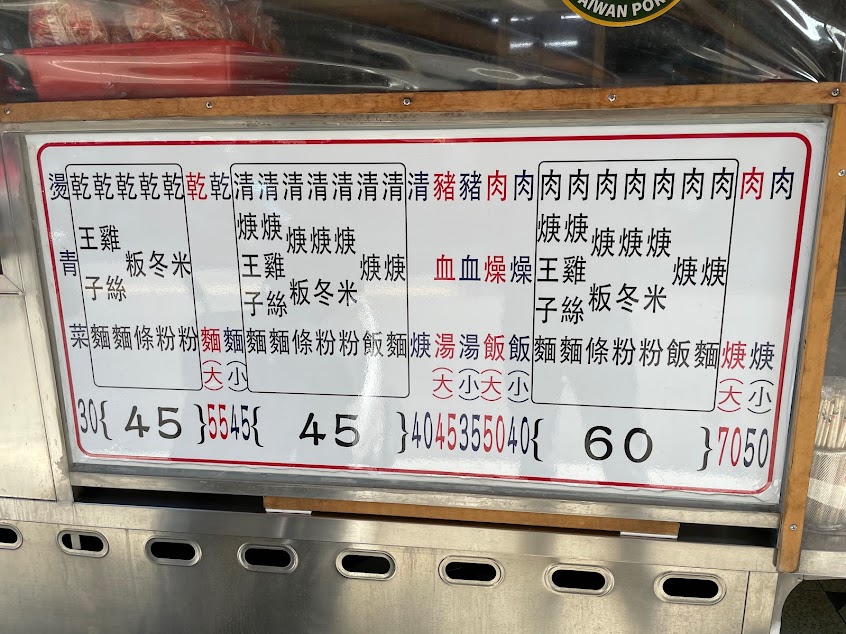 TAIWAN POR
肉焿(小)50
肉焿(大)70
肉焿麵
肉焿飯
肉焿米粉
肉焿冬粉
肉焿粄條
肉焿雞絲麵
肉焿王子麵
{60}
肉燥飯(小)40
肉燥飯(大)50
豬血湯(小)35
豬血湯(大)45
清焿40
清焿麵
清焿飯
清焿米粉
清焿冬粉
清焿粄條
清焿雞絲麵
清焿王子麵
{45}
乾麵(小)45
乾麵(大)55
乾米粉
乾冬粉
乾粄條
乾雞絲麵
乾王子麵
{45}
燙青菜30